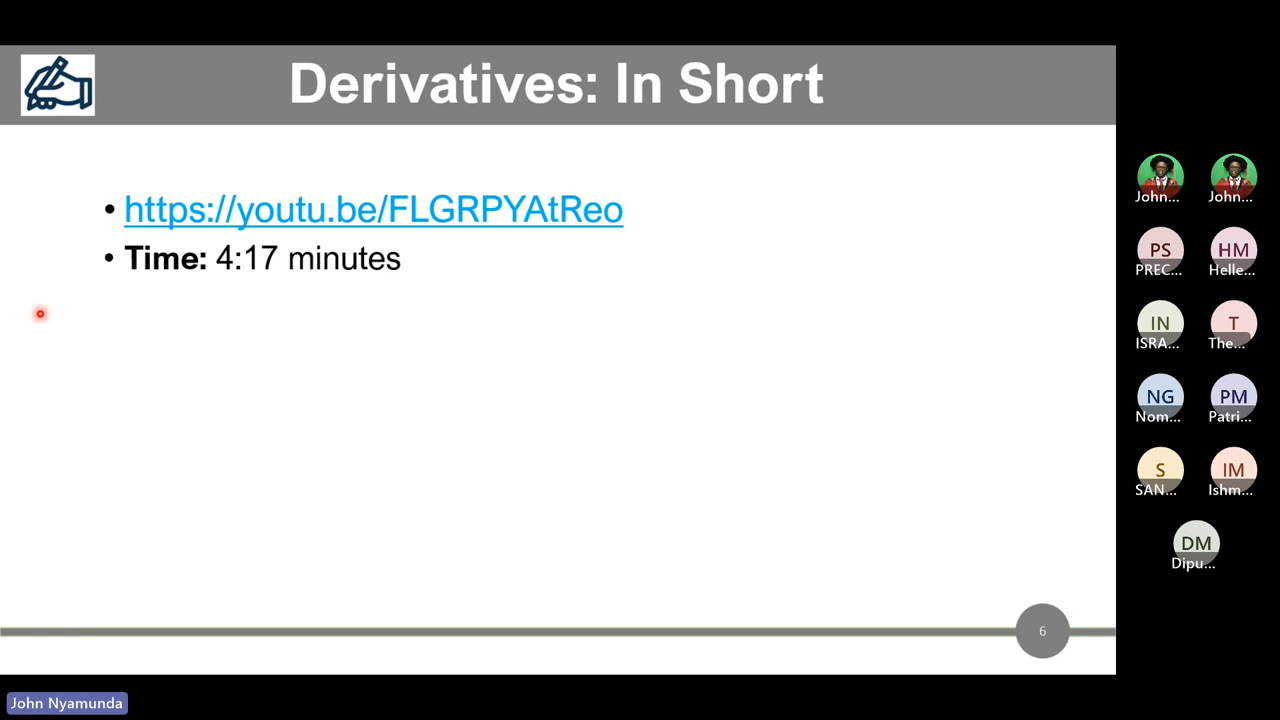 Derivatives: In Short
• https://youtu.be/FLGRPYAtReo
• Time: 4:17 minutes
6
John... John...
PS HM
PREC... Helle...
IN T
ISRA... The...
NG PM
Nom... Patri...
S IM
SAN... Ishm...
DM
Dipu...
John Nyamunda